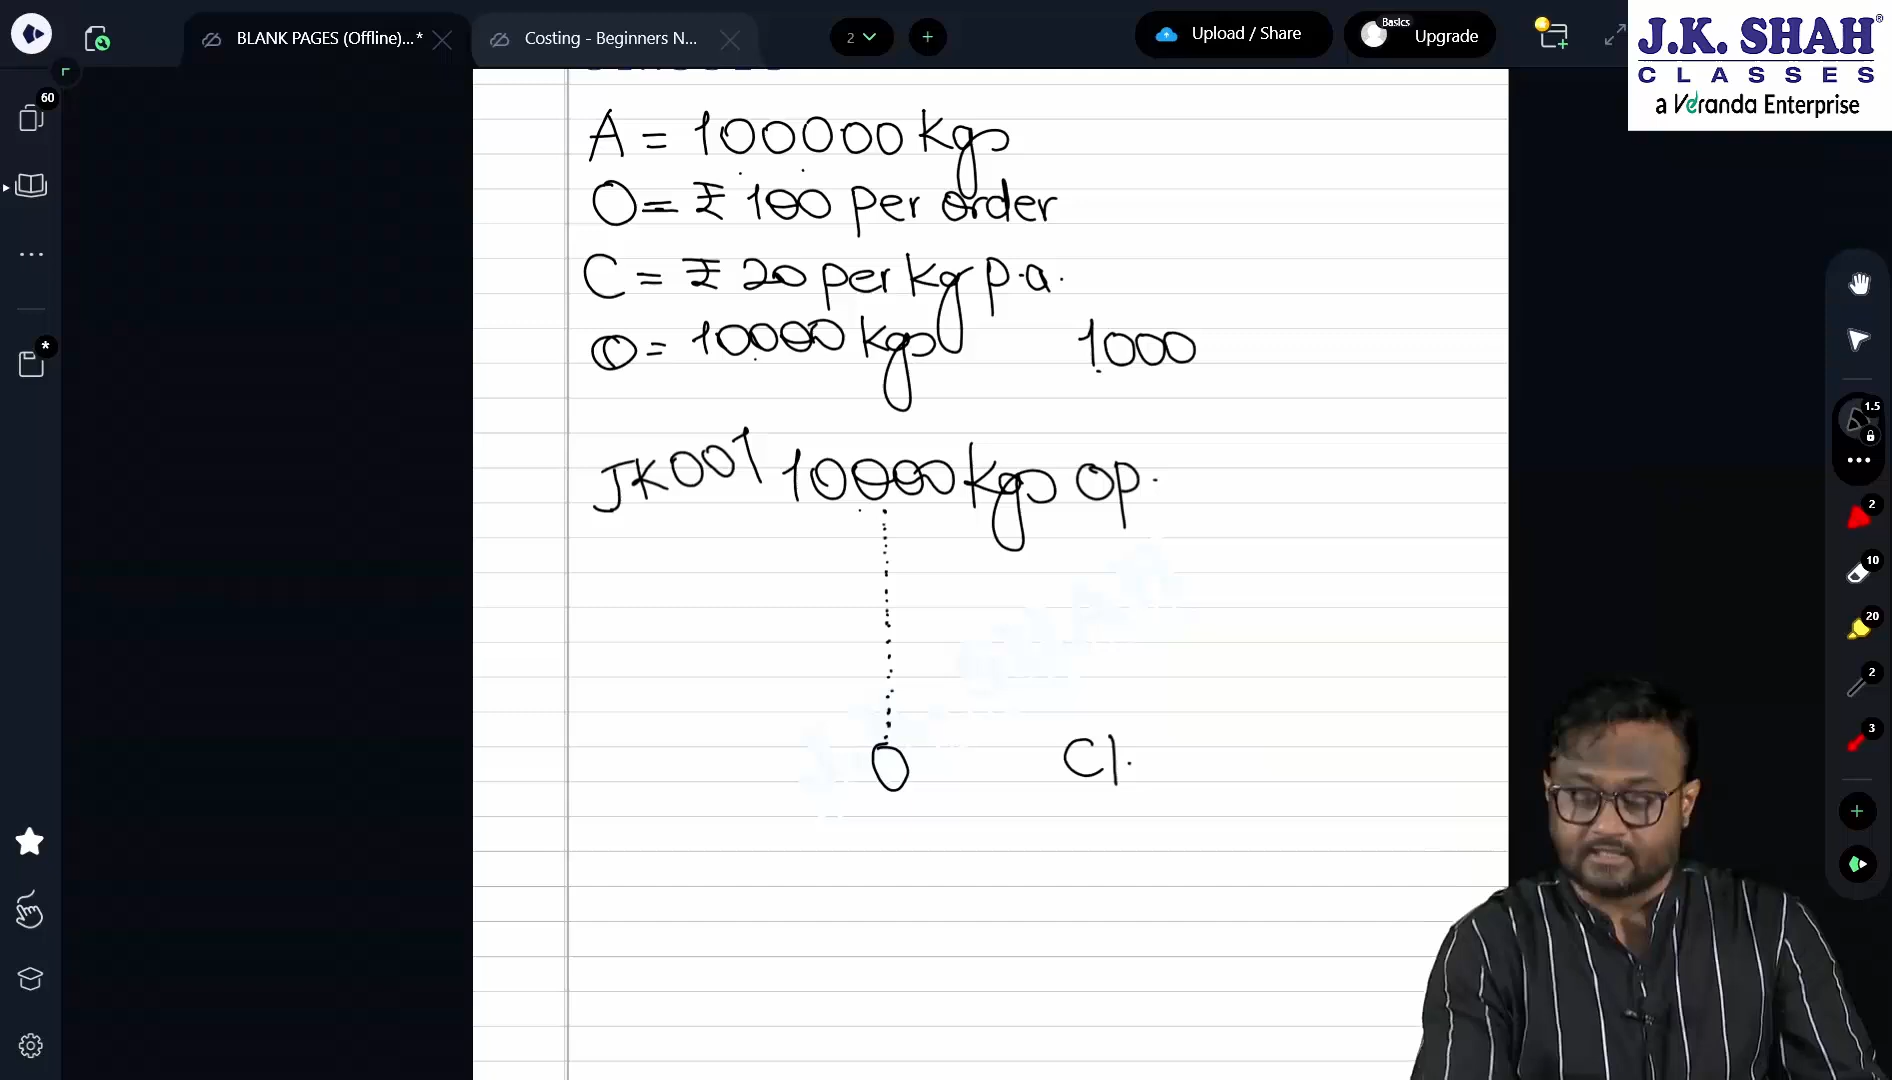 BLANK PAGES (Offline)...*
Costing - Beginners N...
2
+
Upload / Share
Basics
Upgrade
J.K. SHAH®
CLASSES
a Veranda Enterprise
60
A = 100000 kgs
O = ₹ 100 per order
C = ₹ 20 per kg p.a.
O = 10000 kgs 1000
JK001 10000 kgs Op.
0 Cl.
J.K. SHAH
1.5
2
10
20
2
3